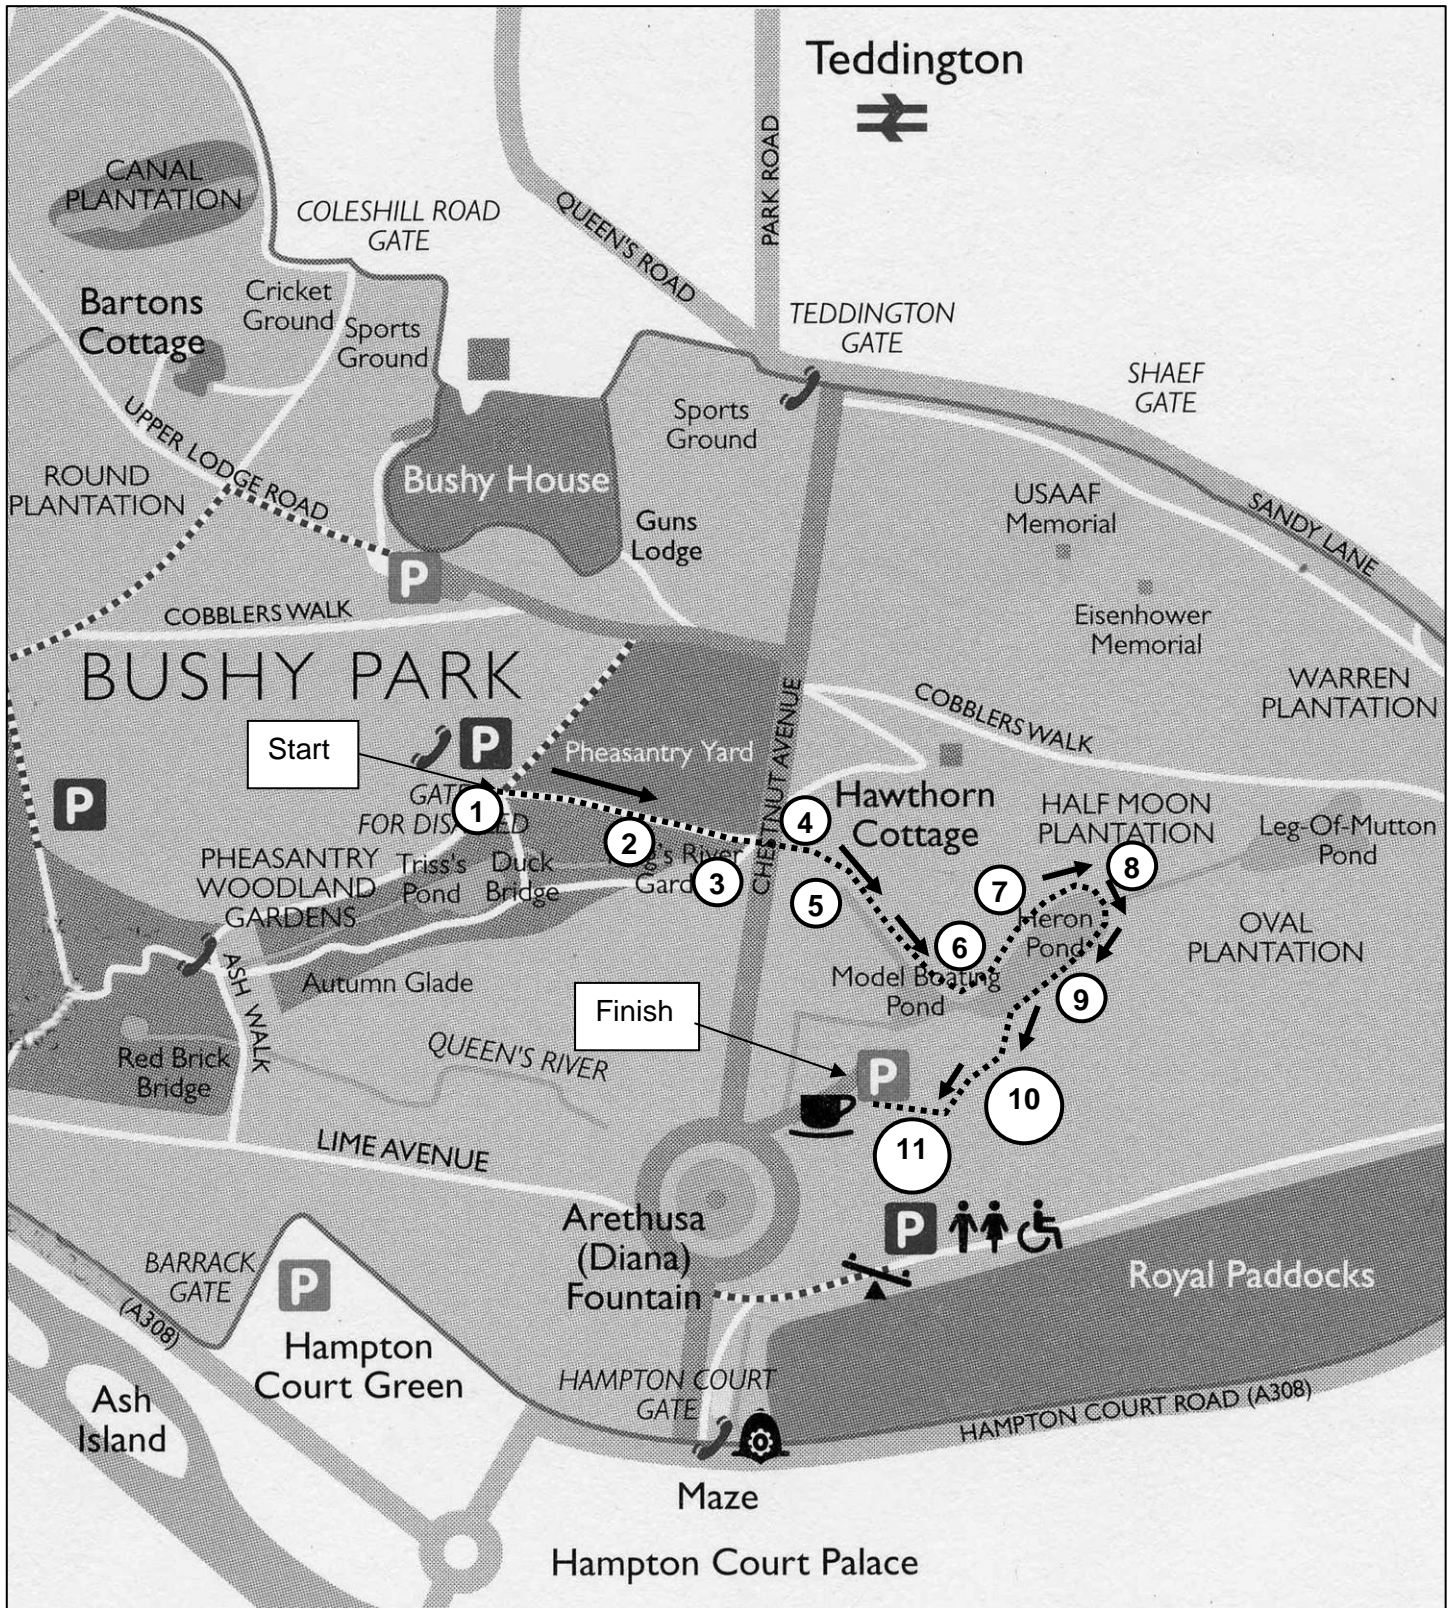 Teddington
PARK ROAD
QUEEN'S ROAD
CANAL
PLANTATION
COLESHILL ROAD
GATE
Bartons
Cottage
Cricket
Ground
Sports
Ground
TEDDINGTON
GATE
SHAEF
GATE
Sports
Ground
UPPER LODGE ROAD
ROUND
PLANTATION
Bushy House
Guns
Lodge
USAAF
Memorial
SANDY LANE
P
COBBLERS WALK
Eisenhower
Memorial
BUSHY PARK
WARREN
PLANTATION
COBBLERS WALK
CHESTNUT AVENUE
Start
P
Pheasantry Yard
P
GATE
FOR DISABLED
1
2
3
4
5
6
7
8
9
10
11
Hawthorn
Cottage
HALF MOON
PLANTATION
Leg-Of-Mutton
Pond
PHEASANTRY
WOODLAND
GARDENS
Triss's
Pond
Duck
Bridge
River
Heron
Pond
OVAL
PLANTATION
ASH WALK
Autumn Glade
Model Boating
Pond
Finish
Red Brick
Bridge
QUEEN'S RIVER
P
LIME AVENUE
Arethusa
(Diana)
Fountain
P
Royal Paddocks
BARRACK
GATE
P
(A308)
Hampton
Court Green
HAMPTON COURT
GATE
HAMPTON COURT ROAD (A308)
Ash
Island
Maze
Hampton Court Palace